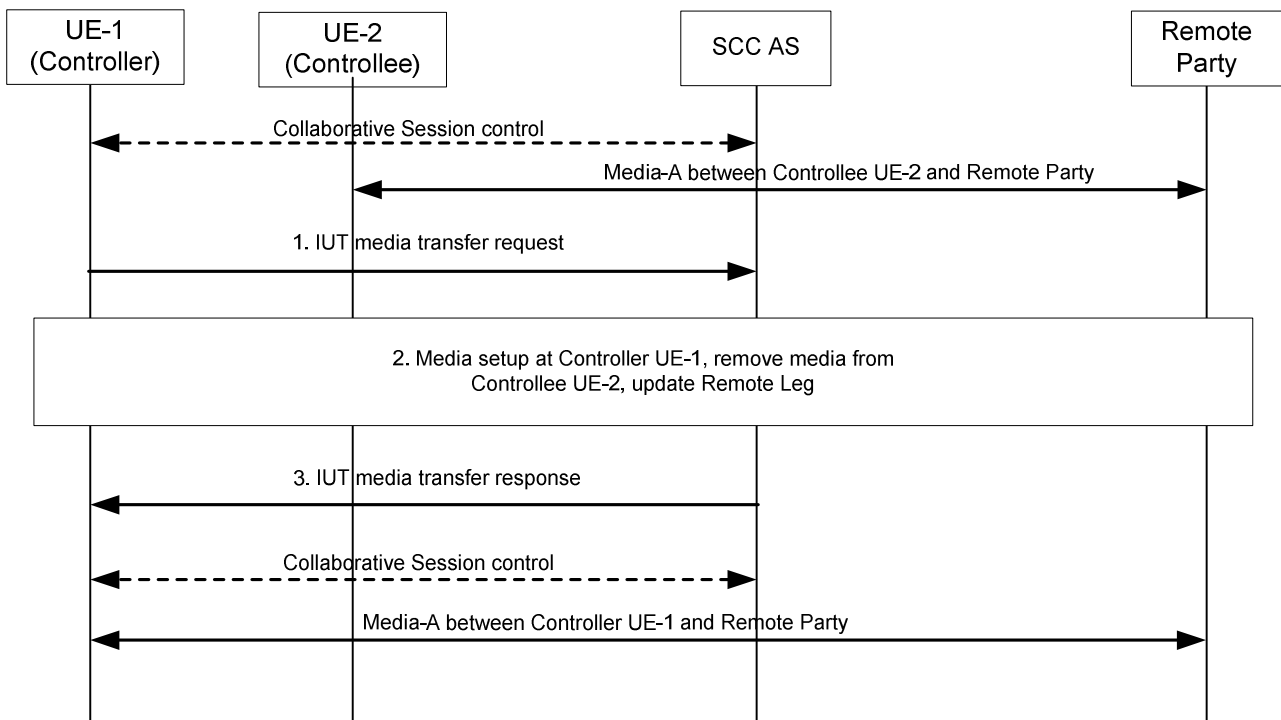 UE-1
(Controller)
UE-2
(Controllee)
SCC AS
Remote
Party
Collaborative Session control
Media-A between Controllee UE-2 and Remote Party
1. IUT media transfer request
2. Media setup at Controller UE-1, remove media from
Controllee UE-2, update Remote Leg
3. IUT media transfer response
Collaborative Session control
Media-A between Controller UE-1 and Remote Party